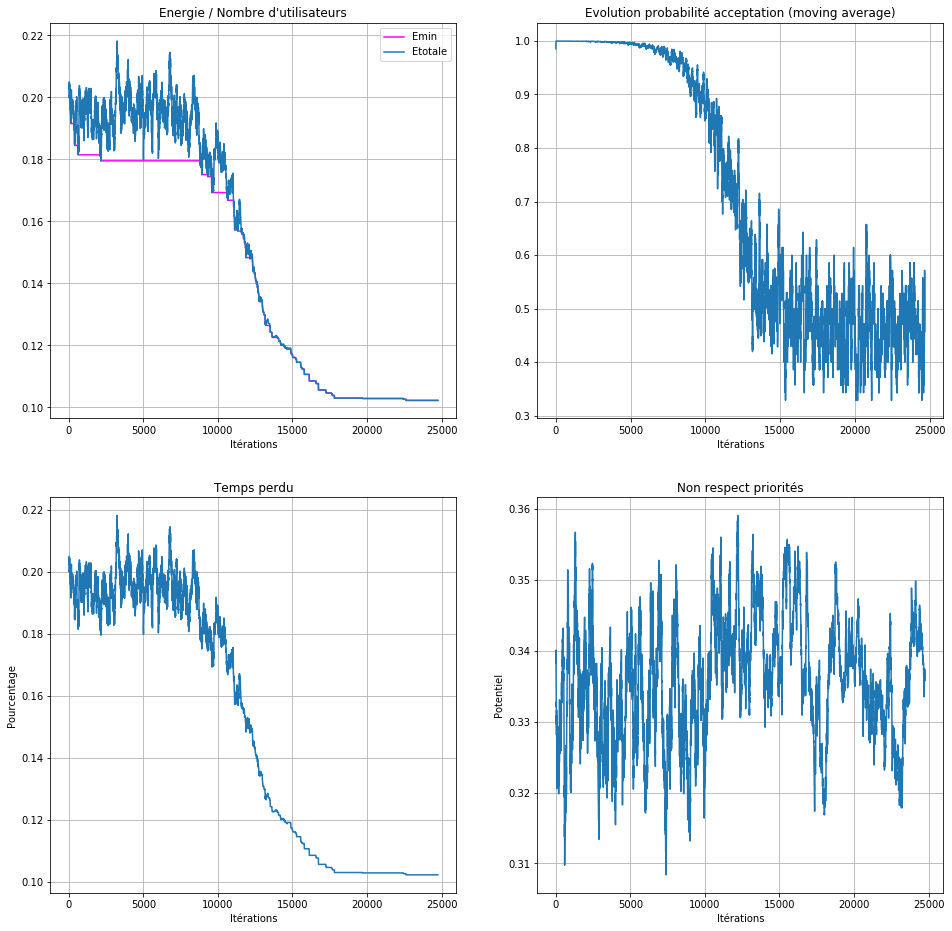 Energie / Nombre d'utilisateurs
0.22
0.20
0.18
0.16
0.14
0.12
0.10
Emin
Etotale
0 5000 10000 15000 20000 25000
Itérations
Evolution probabilité acceptation (moving average)
1.0
0.9
0.8
0.7
0.6
0.5
0.4
0.3
0 5000 10000 15000 20000 25000
Itérations
Temps perdu
Pourcentage
0.22
0.20
0.18
0.16
0.14
0.12
0.10
0 5000 10000 15000 20000 25000
Itérations
Non respect priorités
Potentiel
0.36
0.35
0.34
0.33
0.32
0.31
0 5000 10000 15000 20000 25000
Itérations